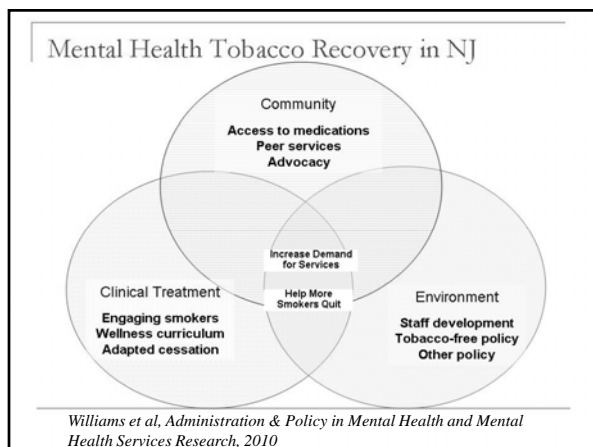 Mental Health Tobacco Recovery in NJ
Community
Access to medications
Peer services
Advocacy
Increase Demand
for Services
Help More
Smokers Quit
Clinical Treatment
Engaging smokers
Wellness curriculum
Adapted cessation
Environment
Staff development
Tobacco-free policy
Other policy
Williams et al, Administration & Policy in Mental Health and Mental
Health Services Research, 2010